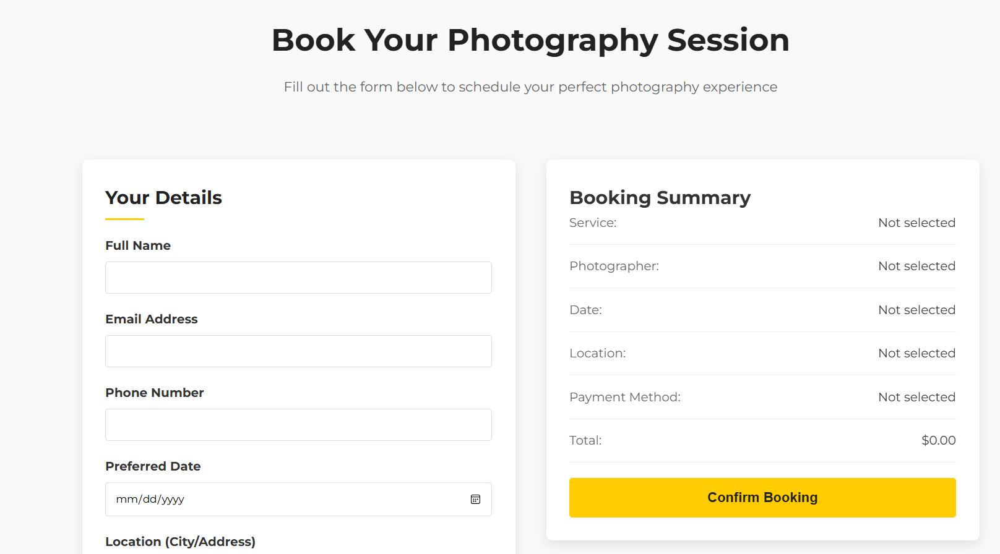 Book Your Photography Session
Fill out the form below to schedule your perfect photography experience
Your Details
Full Name
Email Address
Phone Number
Preferred Date
mm/dd/yyyy
Location (City/Address)
Booking Summary
Service: Not selected
Photographer: Not selected
Date: Not selected
Location: Not selected
Payment Method: Not selected
Total: $0.00
Confirm Booking